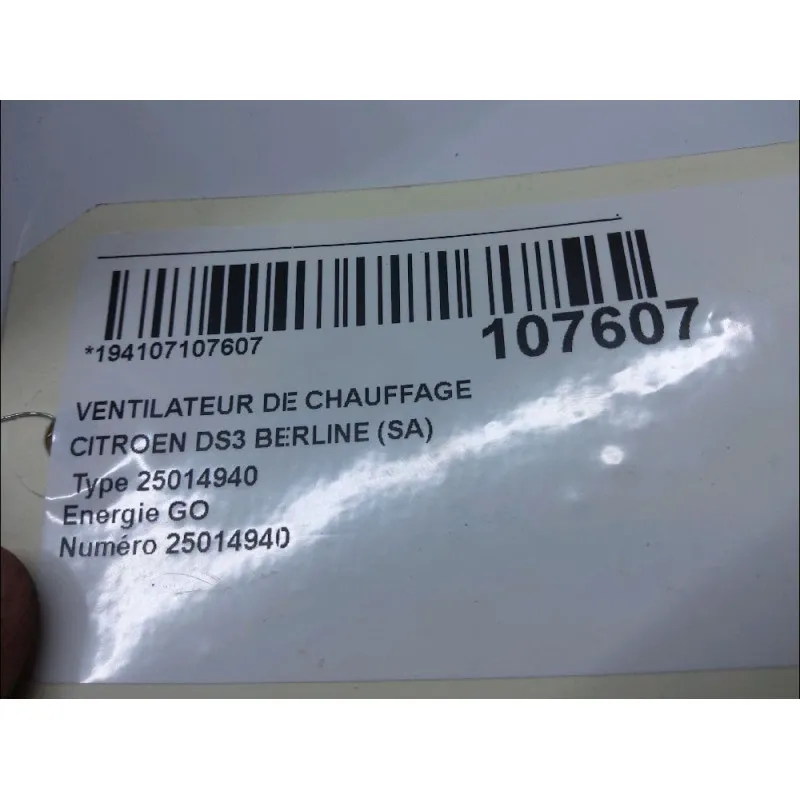 *194107107607
107607
VENTILATEUR DE CHAUFFAGE
CITROEN DS3 BERLINE (SA)
Type 25014940
Energie GO
Numéro 25014940